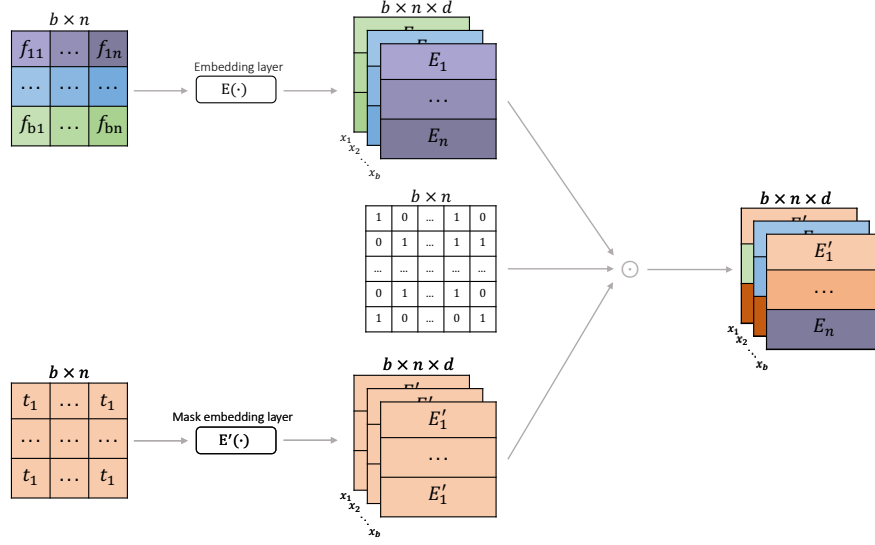 b × n
f11 … f1n
… … …
fb1 … fbn
Embedding layer
E(·)
b × n × d
E1
…
En
x1
x2
…
xb
b × n
1 0 … 1 0
0 1 … 1 1
… … … … …
0 1 … 1 0
1 0 … 0 1
⊙
b × n × d
E′
E′1
…
En
x1
x2
…
xb
b × n
t1 … t1
… … …
t1 … t1
Mask embedding layer
E′(·)
b × n × d
E′
E′
E′1
…
E′1
x1
x2
…
xb